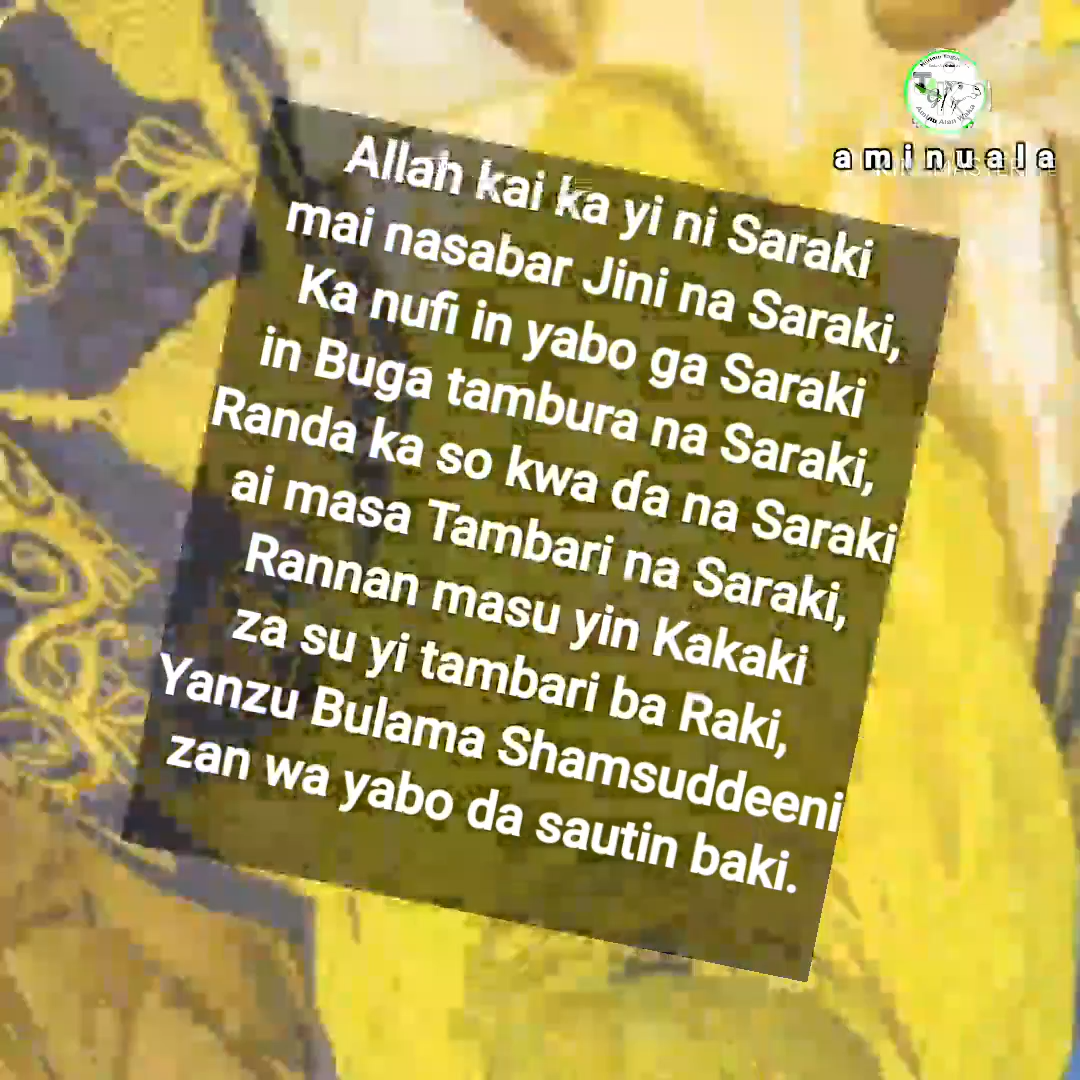 aminuala
Allah kai ka yi ni Saraki
mai nasabar Jini na Saraki,
Ka nufi in yabo ga Saraki
in Buga tambura na Saraki,
Randa ka so kwa ɗa na Saraki
ai masa Tambari na Saraki,
Rannan masu yin Kakaki
za su yi tambari ba Raki,
Yanzu Bulama Shamsuddeeni
zan wa yabo da sautin baki.